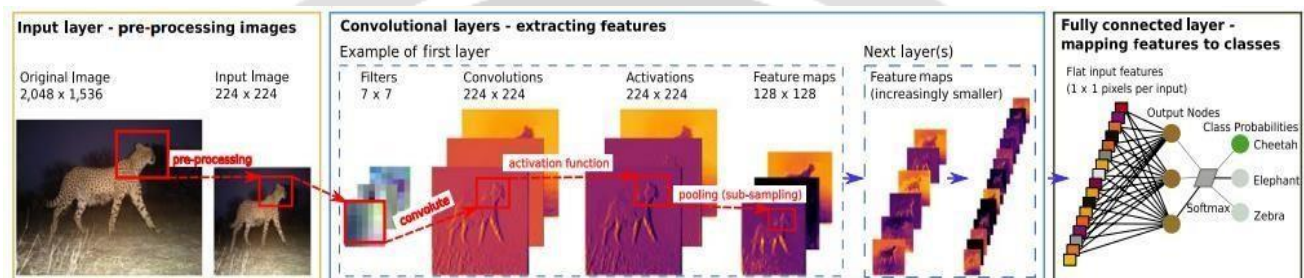 Input layer - pre-processing images
Original Image
2,048 x 1,536
Input Image
224 x 224
pre-processing
Convolutional layers - extracting features
Example of first layer
Filters
7 x 7
Convolutions
224 x 224
Activations
224 x 224
Feature maps
128 x 128
convolute
activation function
pooling (sub-sampling)
Next layer(s)
Feature maps
(increasingly smaller)
Fully connected layer -
mapping features to classes
Flat input features
(1 x 1 pixels per input)
Output Nodes
Class Probabilities
Cheetah
Elephant
Softmax
Zebra